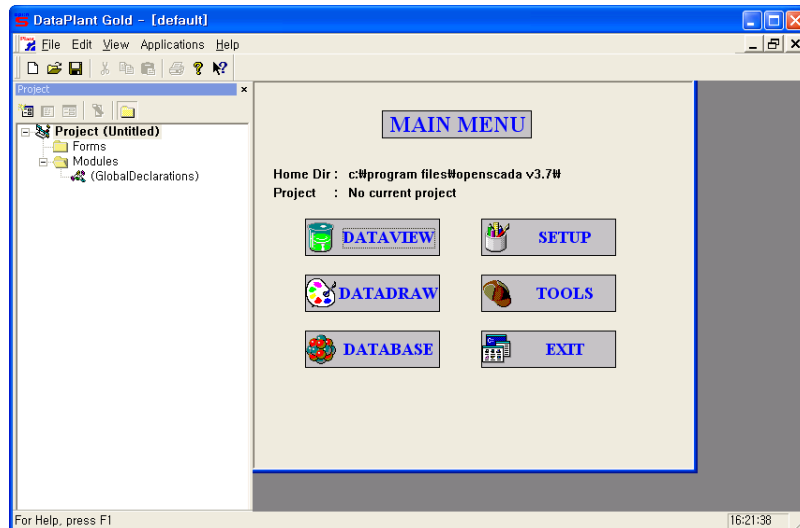 DataPlant Gold - [default]
File Edit View Applications Help
Project
MAIN MENU
Project (Untitled)
Forms
Modules
(GlobalDeclarations)
Home Dir : c:₩program files₩openscada v3.7₩
Project : No current project
DATAVIEW SETUP
DATADRAW TOOLS
DATABASE EXIT
For Help, press F1 16:21:38